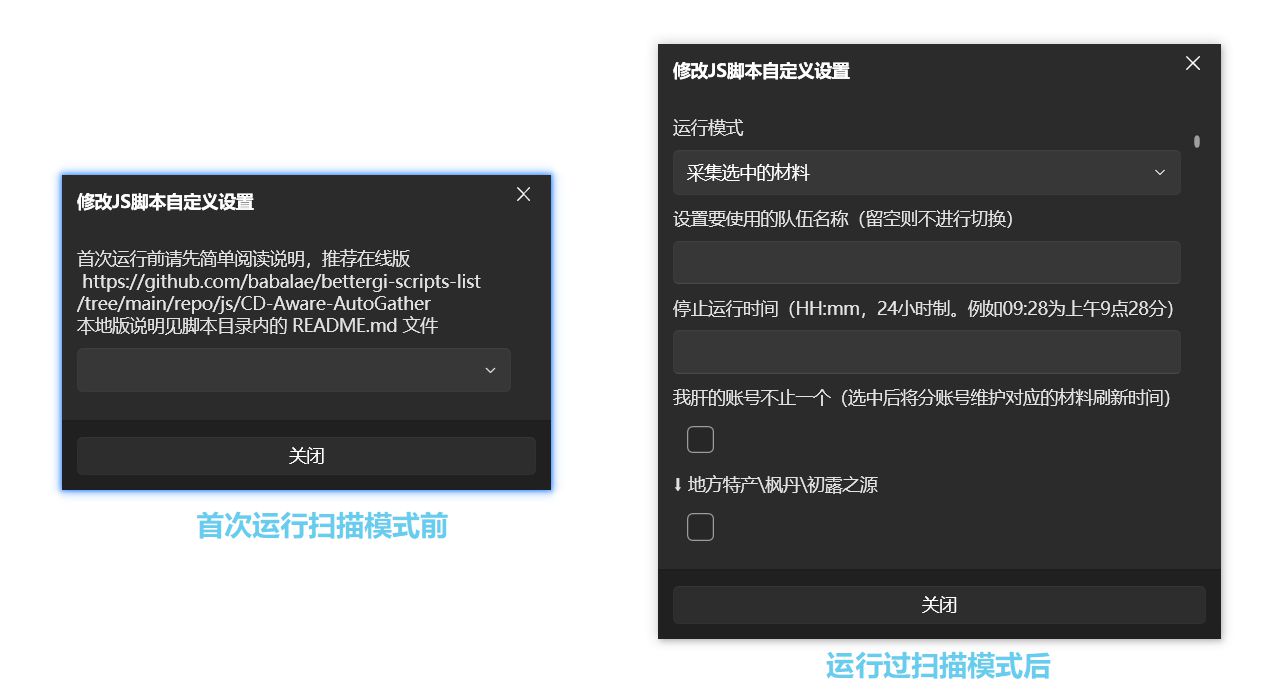 修改JS脚本自定义设置
首次运行前请先简单阅读说明，推荐在线版
https://github.com/babalae/bettergi-scripts-list
/tree/main/repo/js/CD-Aware-AutoGather
本地版说明见脚本目录内的 README.md 文件
关闭
首次运行扫描模式前
修改JS脚本自定义设置
运行模式
采集选中的材料
设置要使用的队伍名称（留空则不进行切换）
停止运行时间（HH:mm，24小时制。例如09:28为上午9点28分）
我肝的账号不止一个（选中后将分账号维护对应的材料刷新时间）
⬇ 地方特产\枫丹\初露之源
关闭
运行过扫描模式后